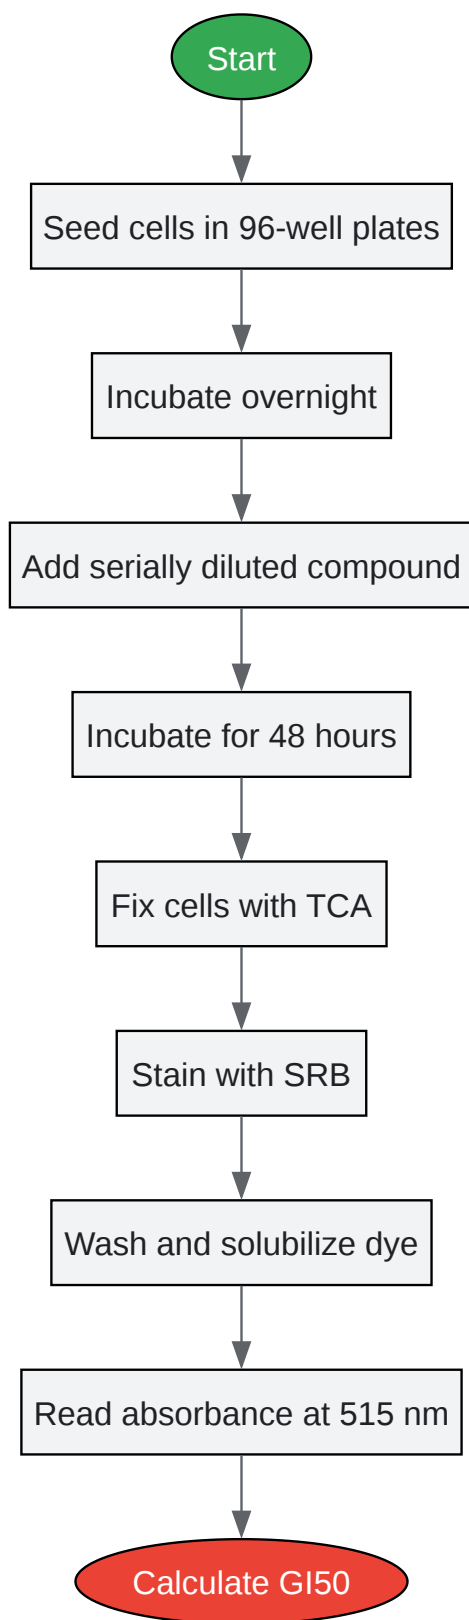 Start
Seed cells in 96-well plates
Incubate overnight
Add serially diluted compound
Incubate for 48 hours
Fix cells with TCA
Stain with SRB
Wash and solubilize dye
Read absorbance at 515 nm
Calculate GI50